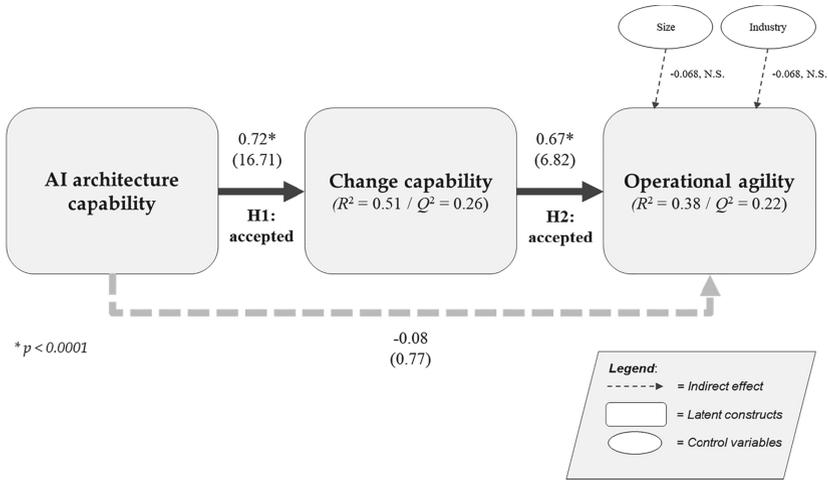 Size
Industry
-0.068, N.S.
-0.068, N.S.
AI architecture
capability
0.72*
(16.71)
H1:
accepted
Change capability
(R² = 0.51 / Q² = 0.26)
0.67*
(6.82)
H2:
accepted
Operational agility
(R² = 0.38 / Q² = 0.22)
-0.08
(0.77)
* p < 0.0001
Legend:
= Indirect effect
= Latent constructs
= Control variables